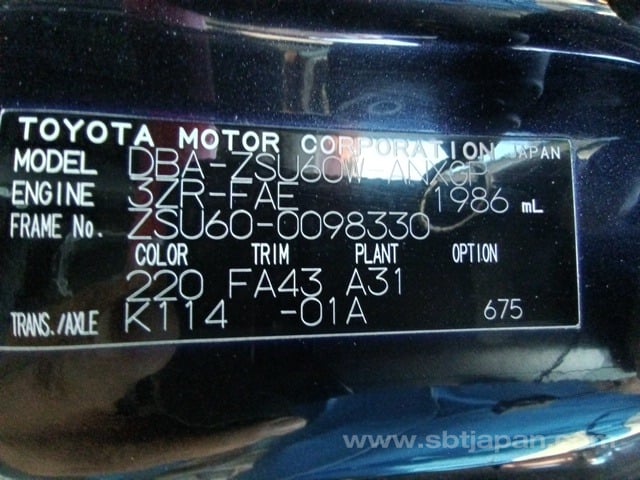 TOYOTA MOTOR CORPORATION JAPAN
MODEL DBA-ZSU60W-ANXGP
ENGINE 3ZR-FAE 1986 mL
FRAME No. ZSU60-0098330
COLOR TRIM PLANT OPTION
220 FA43 A31
TRANS./AXLE K114 -01A 675
www.sbtjapan.com